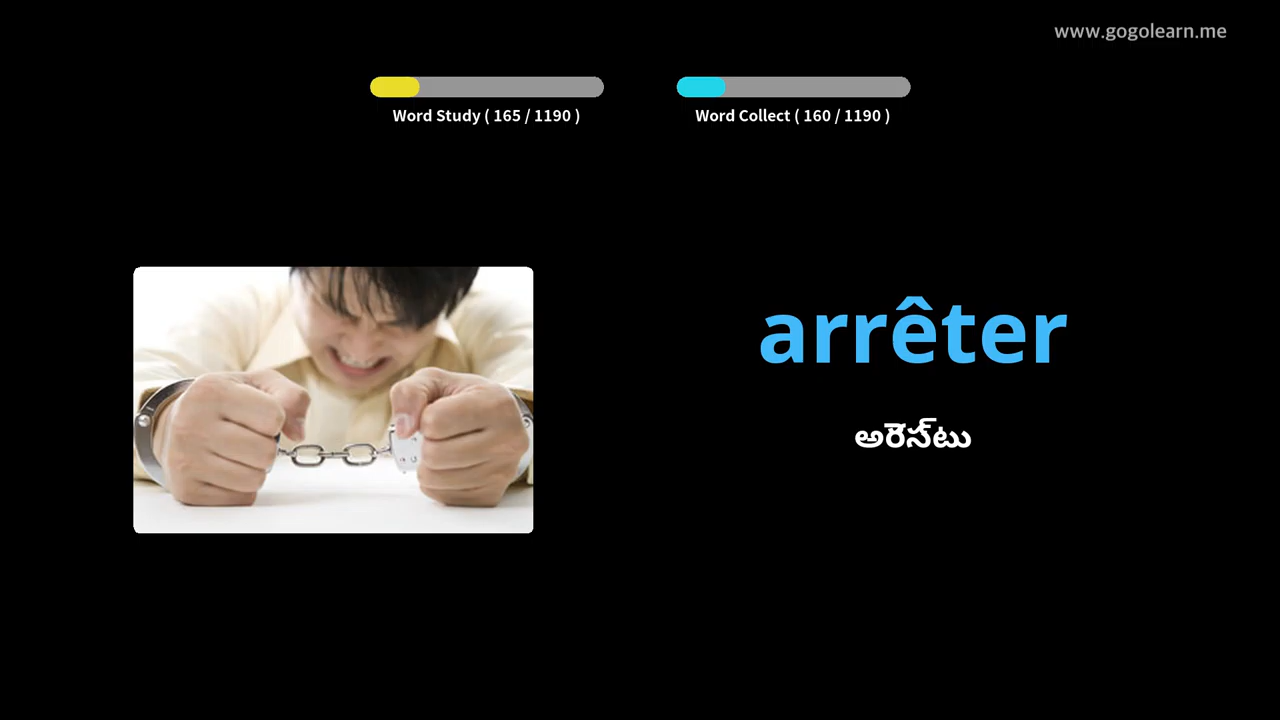 www.gogolearn.me
Word Study ( 165 / 1190 )
Word Collect ( 160 / 1190 )
arrêter
అరెస్‌టు